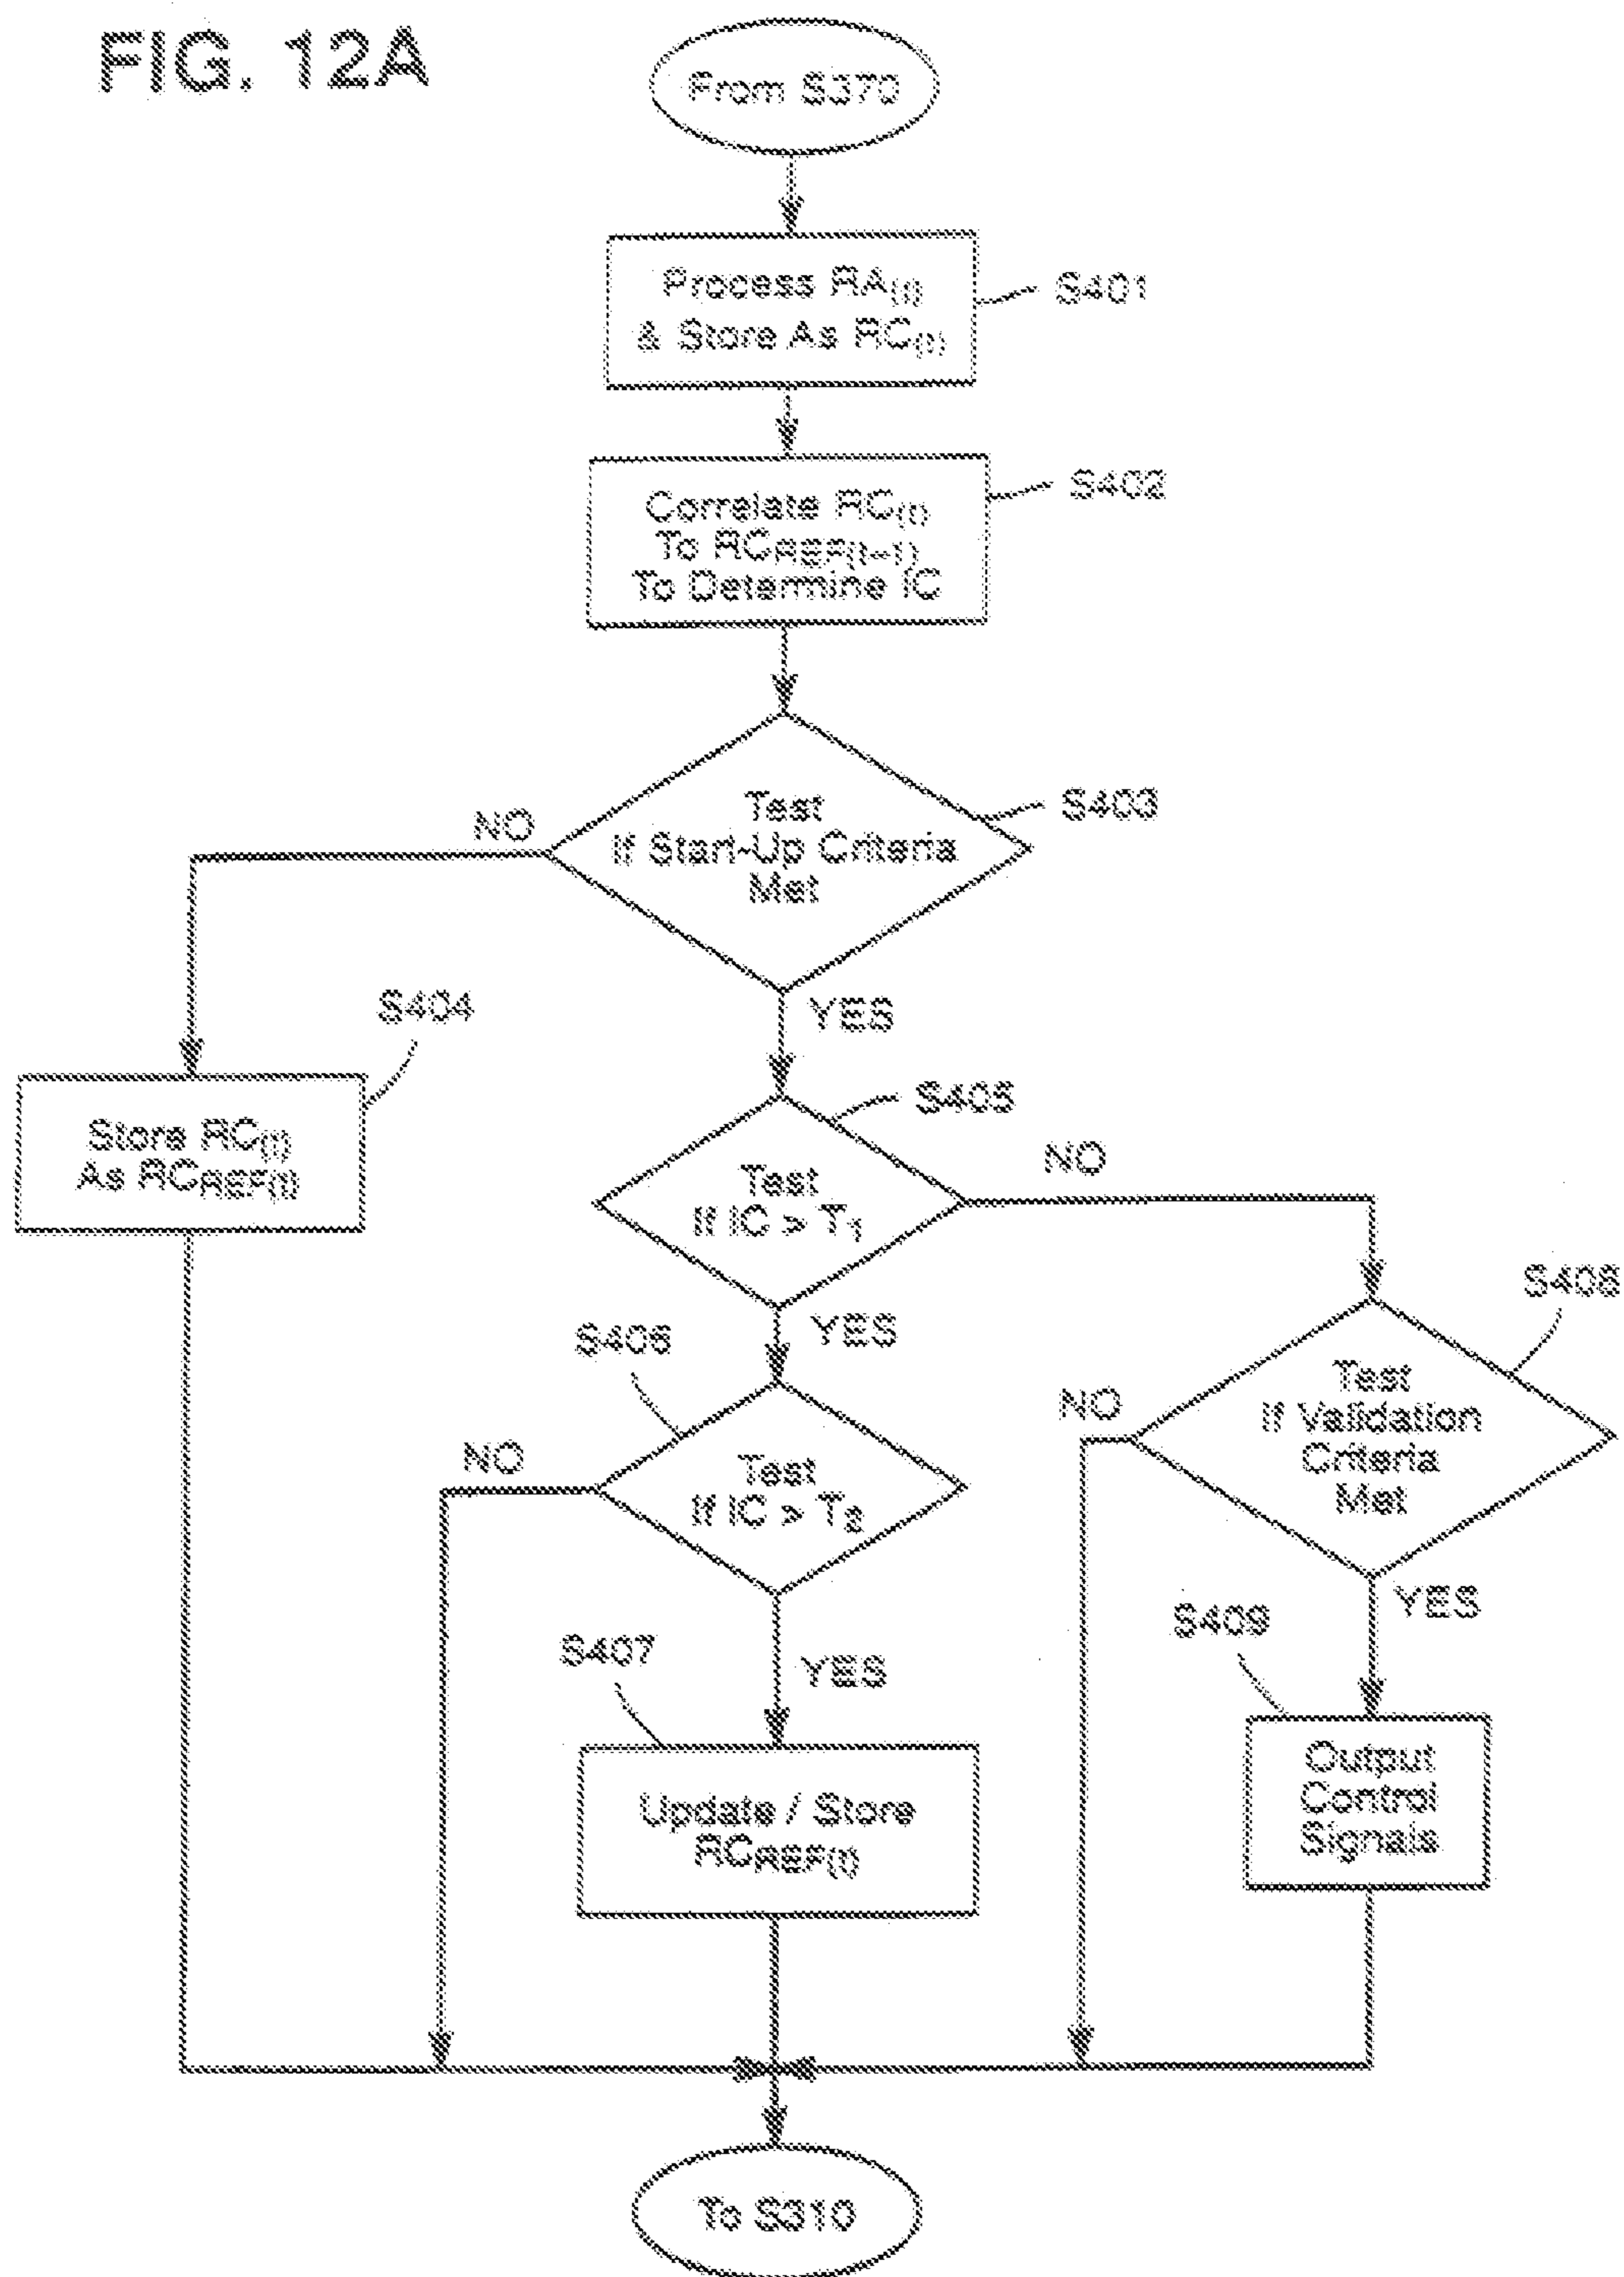 FIG. 12A
From S370
Process RA(t)
& Store As RC(t)
S401
Correlate RC(t)
To RCREF(t-1)
To Determine IC
S402
Test
If Start-Up Criteria
Met
S403
NO
YES
S404
Store RC(t)
As RCREF(t)
S405
Test
If IC > T1
NO
YES
S406
Test
If IC > T2
NO
YES
S408
Test
If Validation
Criteria
Met
NO
YES
S407
Update / Store
RCREF(t)
S409
Output
Control
Signals
To S310